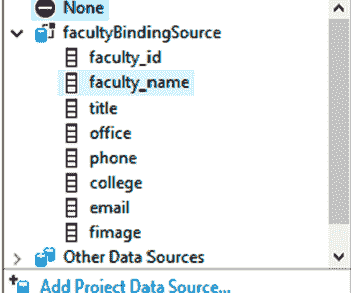 None
facultyBindingSource
faculty_id
faculty_name
title
office
phone
college
email
fimage
Other Data Sources
Add Project Data Source...